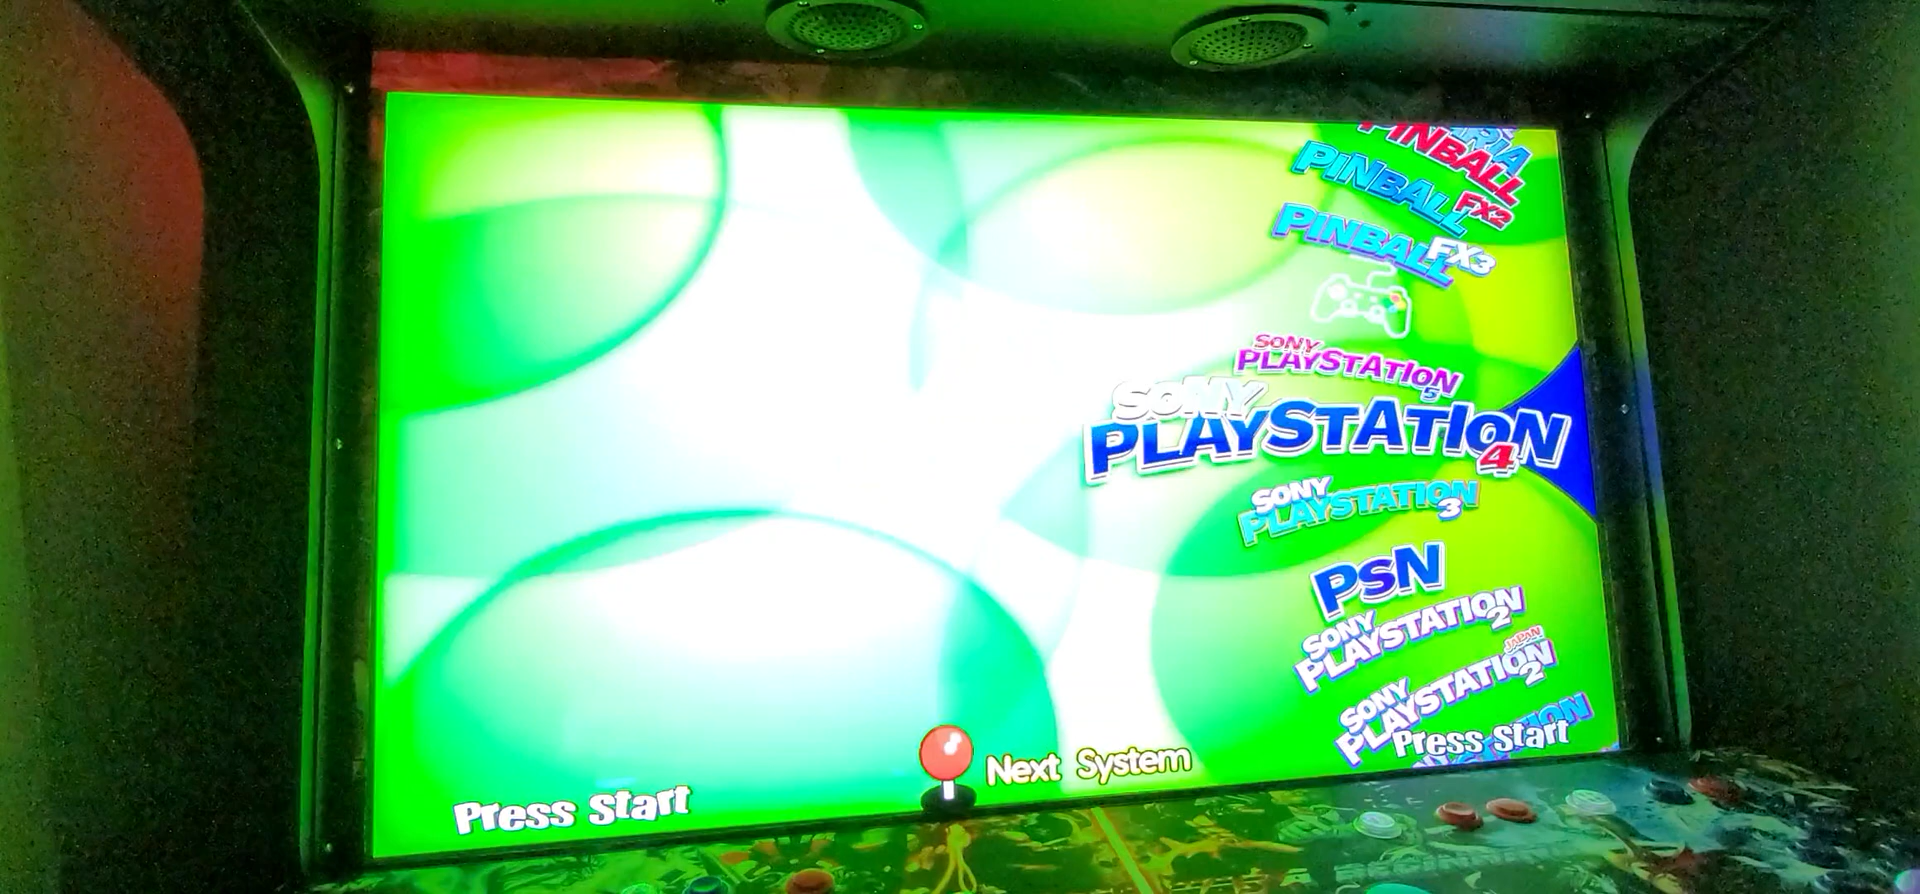 PINBALL
PINBALL
FX2
PINBALL
FX3
SONY
PLAYSTATION
5
SONY
PLAYSTATION
4
SONY
PLAYSTATION
3
PSN
SONY
PLAYSTATION
2
JAPAN
SONY
PLAYSTATION
2
Press Start
Next System
Press Start